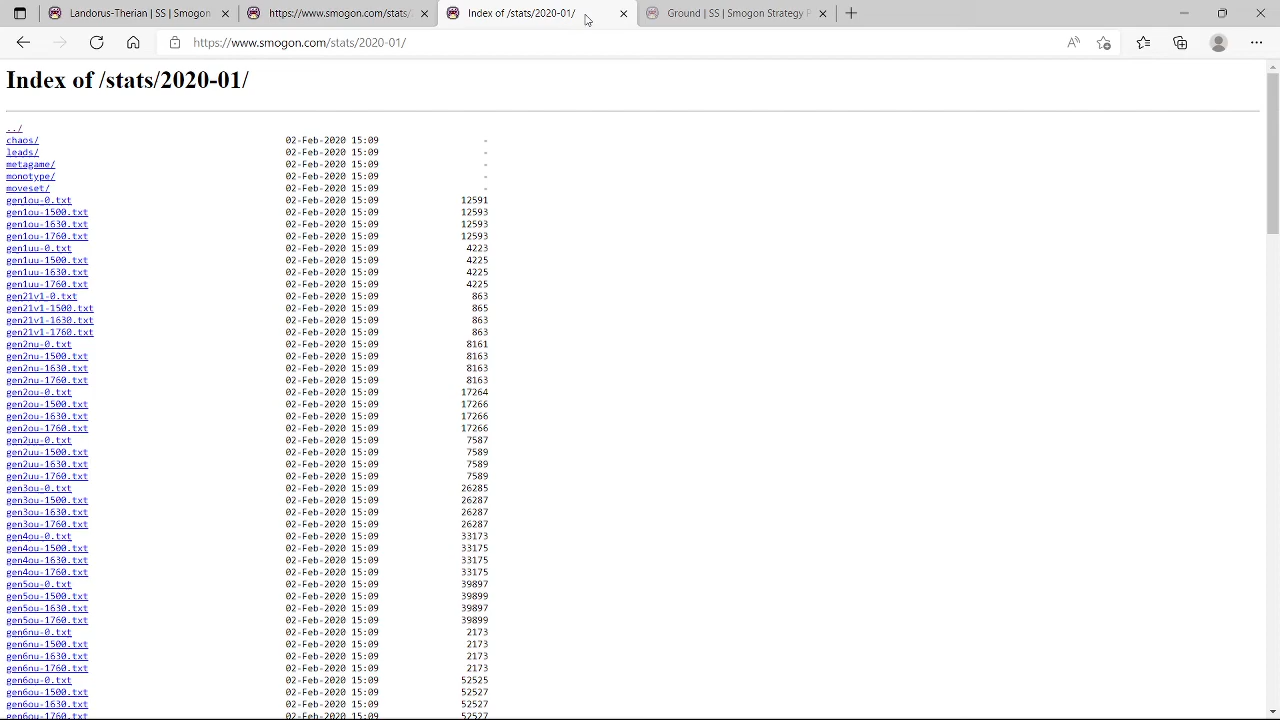 Landorus-Therian | SS | Smogon
https://www.smogon.com/stats/
Index of /stats/2020-01/
Ground | SS | Smogon Strategy P
https://www.smogon.com/stats/2020-01/
Index of /stats/2020-01/
../
chaos/ 02-Feb-2020 15:09 -
leads/ 02-Feb-2020 15:09 -
metagame/ 02-Feb-2020 15:09 -
monotype/ 02-Feb-2020 15:09 -
moveset/ 02-Feb-2020 15:09 -
gen1ou-0.txt 02-Feb-2020 15:09 12591
gen1ou-1500.txt 02-Feb-2020 15:09 12593
gen1ou-1630.txt 02-Feb-2020 15:09 12593
gen1ou-1760.txt 02-Feb-2020 15:09 12593
gen1uu-0.txt 02-Feb-2020 15:09 4223
gen1uu-1500.txt 02-Feb-2020 15:09 4225
gen1uu-1630.txt 02-Feb-2020 15:09 4225
gen1uu-1760.txt 02-Feb-2020 15:09 4225
gen21v1-0.txt 02-Feb-2020 15:09 863
gen21v1-1500.txt 02-Feb-2020 15:09 865
gen21v1-1630.txt 02-Feb-2020 15:09 863
gen21v1-1760.txt 02-Feb-2020 15:09 863
gen2nu-0.txt 02-Feb-2020 15:09 8161
gen2nu-1500.txt 02-Feb-2020 15:09 8163
gen2nu-1630.txt 02-Feb-2020 15:09 8163
gen2nu-1760.txt 02-Feb-2020 15:09 8163
gen2ou-0.txt 02-Feb-2020 15:09 17264
gen2ou-1500.txt 02-Feb-2020 15:09 17266
gen2ou-1630.txt 02-Feb-2020 15:09 17266
gen2ou-1760.txt 02-Feb-2020 15:09 17266
gen2uu-0.txt 02-Feb-2020 15:09 7587
gen2uu-1500.txt 02-Feb-2020 15:09 7589
gen2uu-1630.txt 02-Feb-2020 15:09 7589
gen2uu-1760.txt 02-Feb-2020 15:09 7589
gen3ou-0.txt 02-Feb-2020 15:09 26285
gen3ou-1500.txt 02-Feb-2020 15:09 26287
gen3ou-1630.txt 02-Feb-2020 15:09 26287
gen3ou-1760.txt 02-Feb-2020 15:09 26287
gen4ou-0.txt 02-Feb-2020 15:09 33173
gen4ou-1500.txt 02-Feb-2020 15:09 33175
gen4ou-1630.txt 02-Feb-2020 15:09 33175
gen4ou-1760.txt 02-Feb-2020 15:09 33175
gen5ou-0.txt 02-Feb-2020 15:09 39897
gen5ou-1500.txt 02-Feb-2020 15:09 39899
gen5ou-1630.txt 02-Feb-2020 15:09 39897
gen5ou-1760.txt 02-Feb-2020 15:09 39899
gen6nu-0.txt 02-Feb-2020 15:09 2173
gen6nu-1500.txt 02-Feb-2020 15:09 2173
gen6nu-1630.txt 02-Feb-2020 15:09 2173
gen6nu-1760.txt 02-Feb-2020 15:09 2173
gen6ou-0.txt 02-Feb-2020 15:09 52525
gen6ou-1500.txt 02-Feb-2020 15:09 52527
gen6ou-1630.txt 02-Feb-2020 15:09 52527
gen6ou-1760.txt 02-Feb-2020 15:09 52527